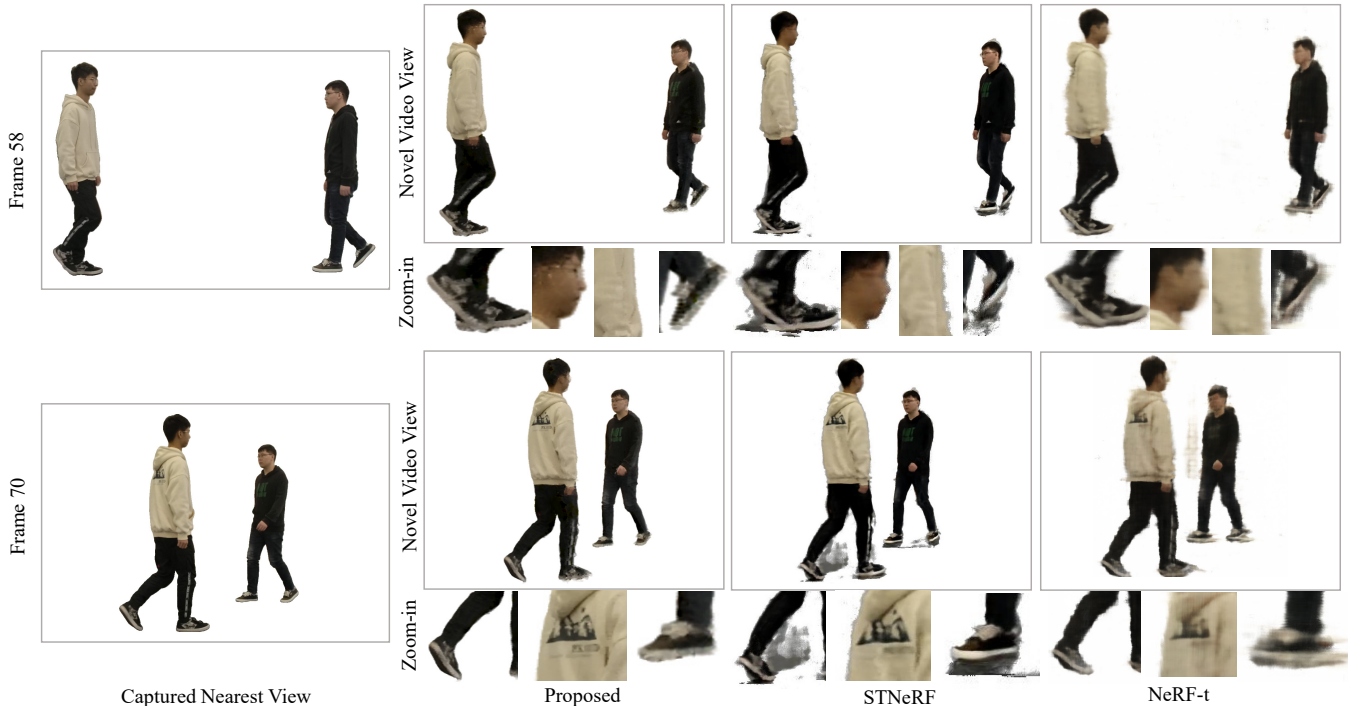 Frame 58
Novel Video View
Zoom-in
Frame 70
Novel Video View
Zoom-in
Captured Nearest View
Proposed
STNeRF
NeRF-t